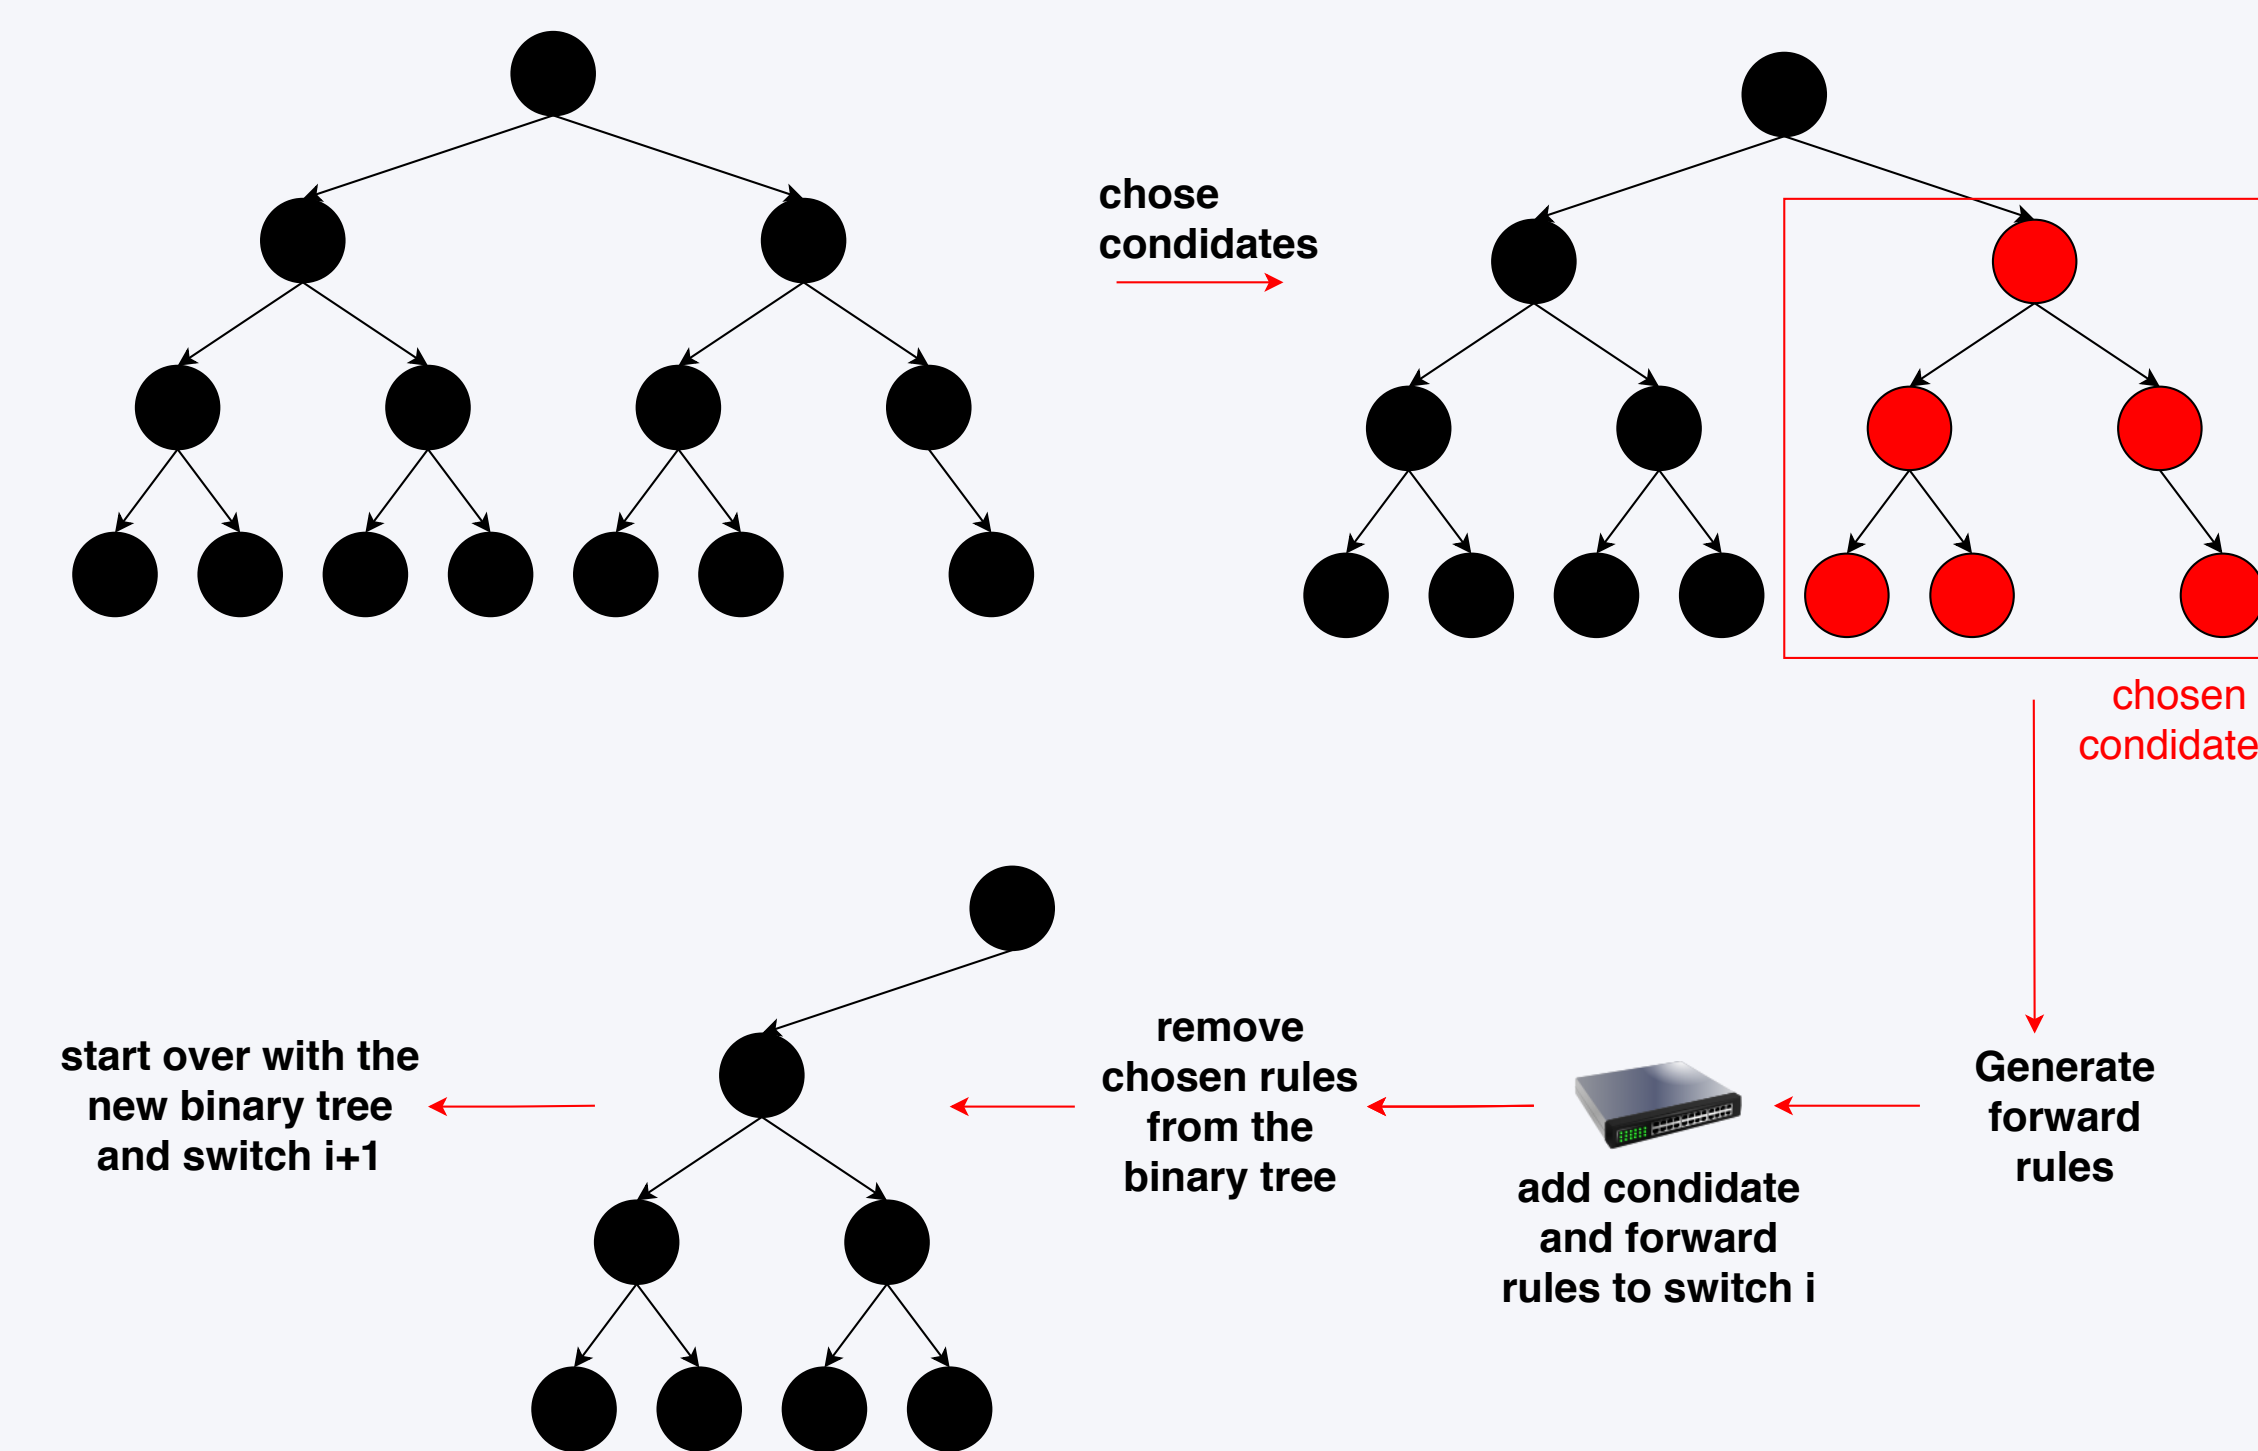 chose
condidates
chosen
condidate
Generate
forward
rules
add condidate
and forward
rules to switch i
remove
chosen rules
from the
binary tree
start over with the
new binary tree
and switch i+1